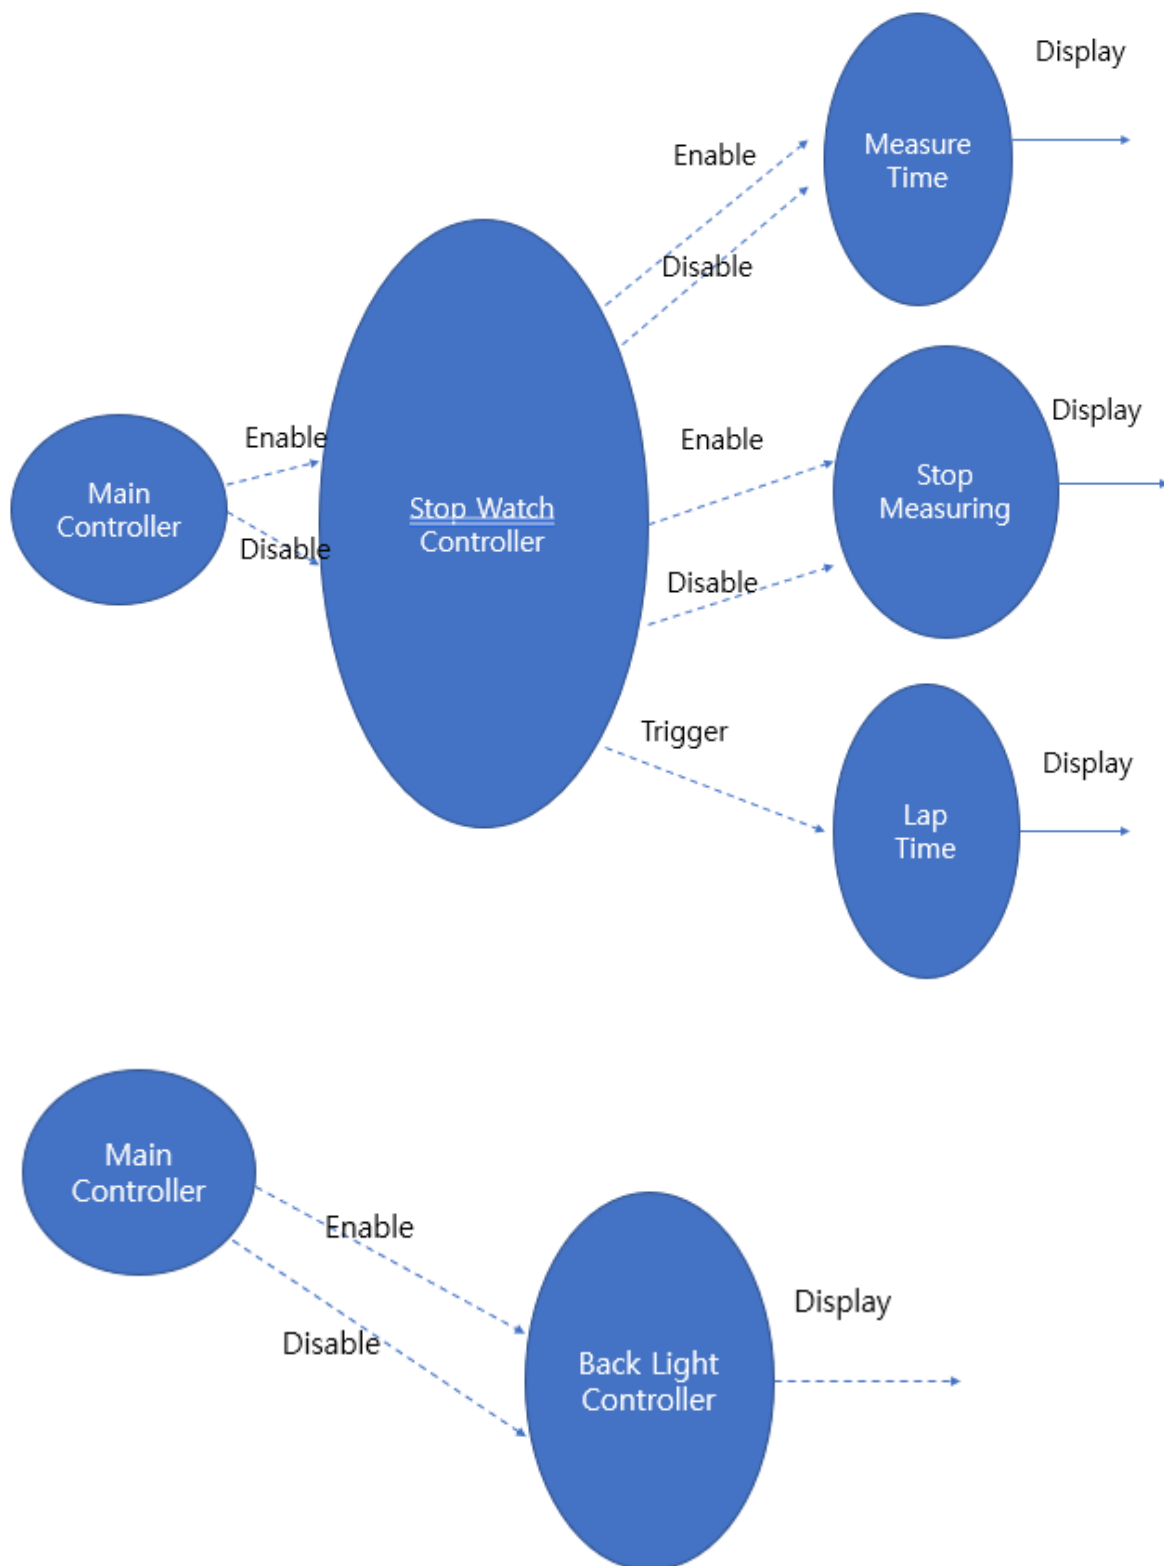 Display
Enable
Measure
Time
Disable
Display
Enable
Enable
Stop
Measuring
Main
Controller
Stop Watch
Controller
Disable
Disable
Trigger
Display
Lap
Time
Main
Controller
Enable
Display
Disable
Back Light
Controller